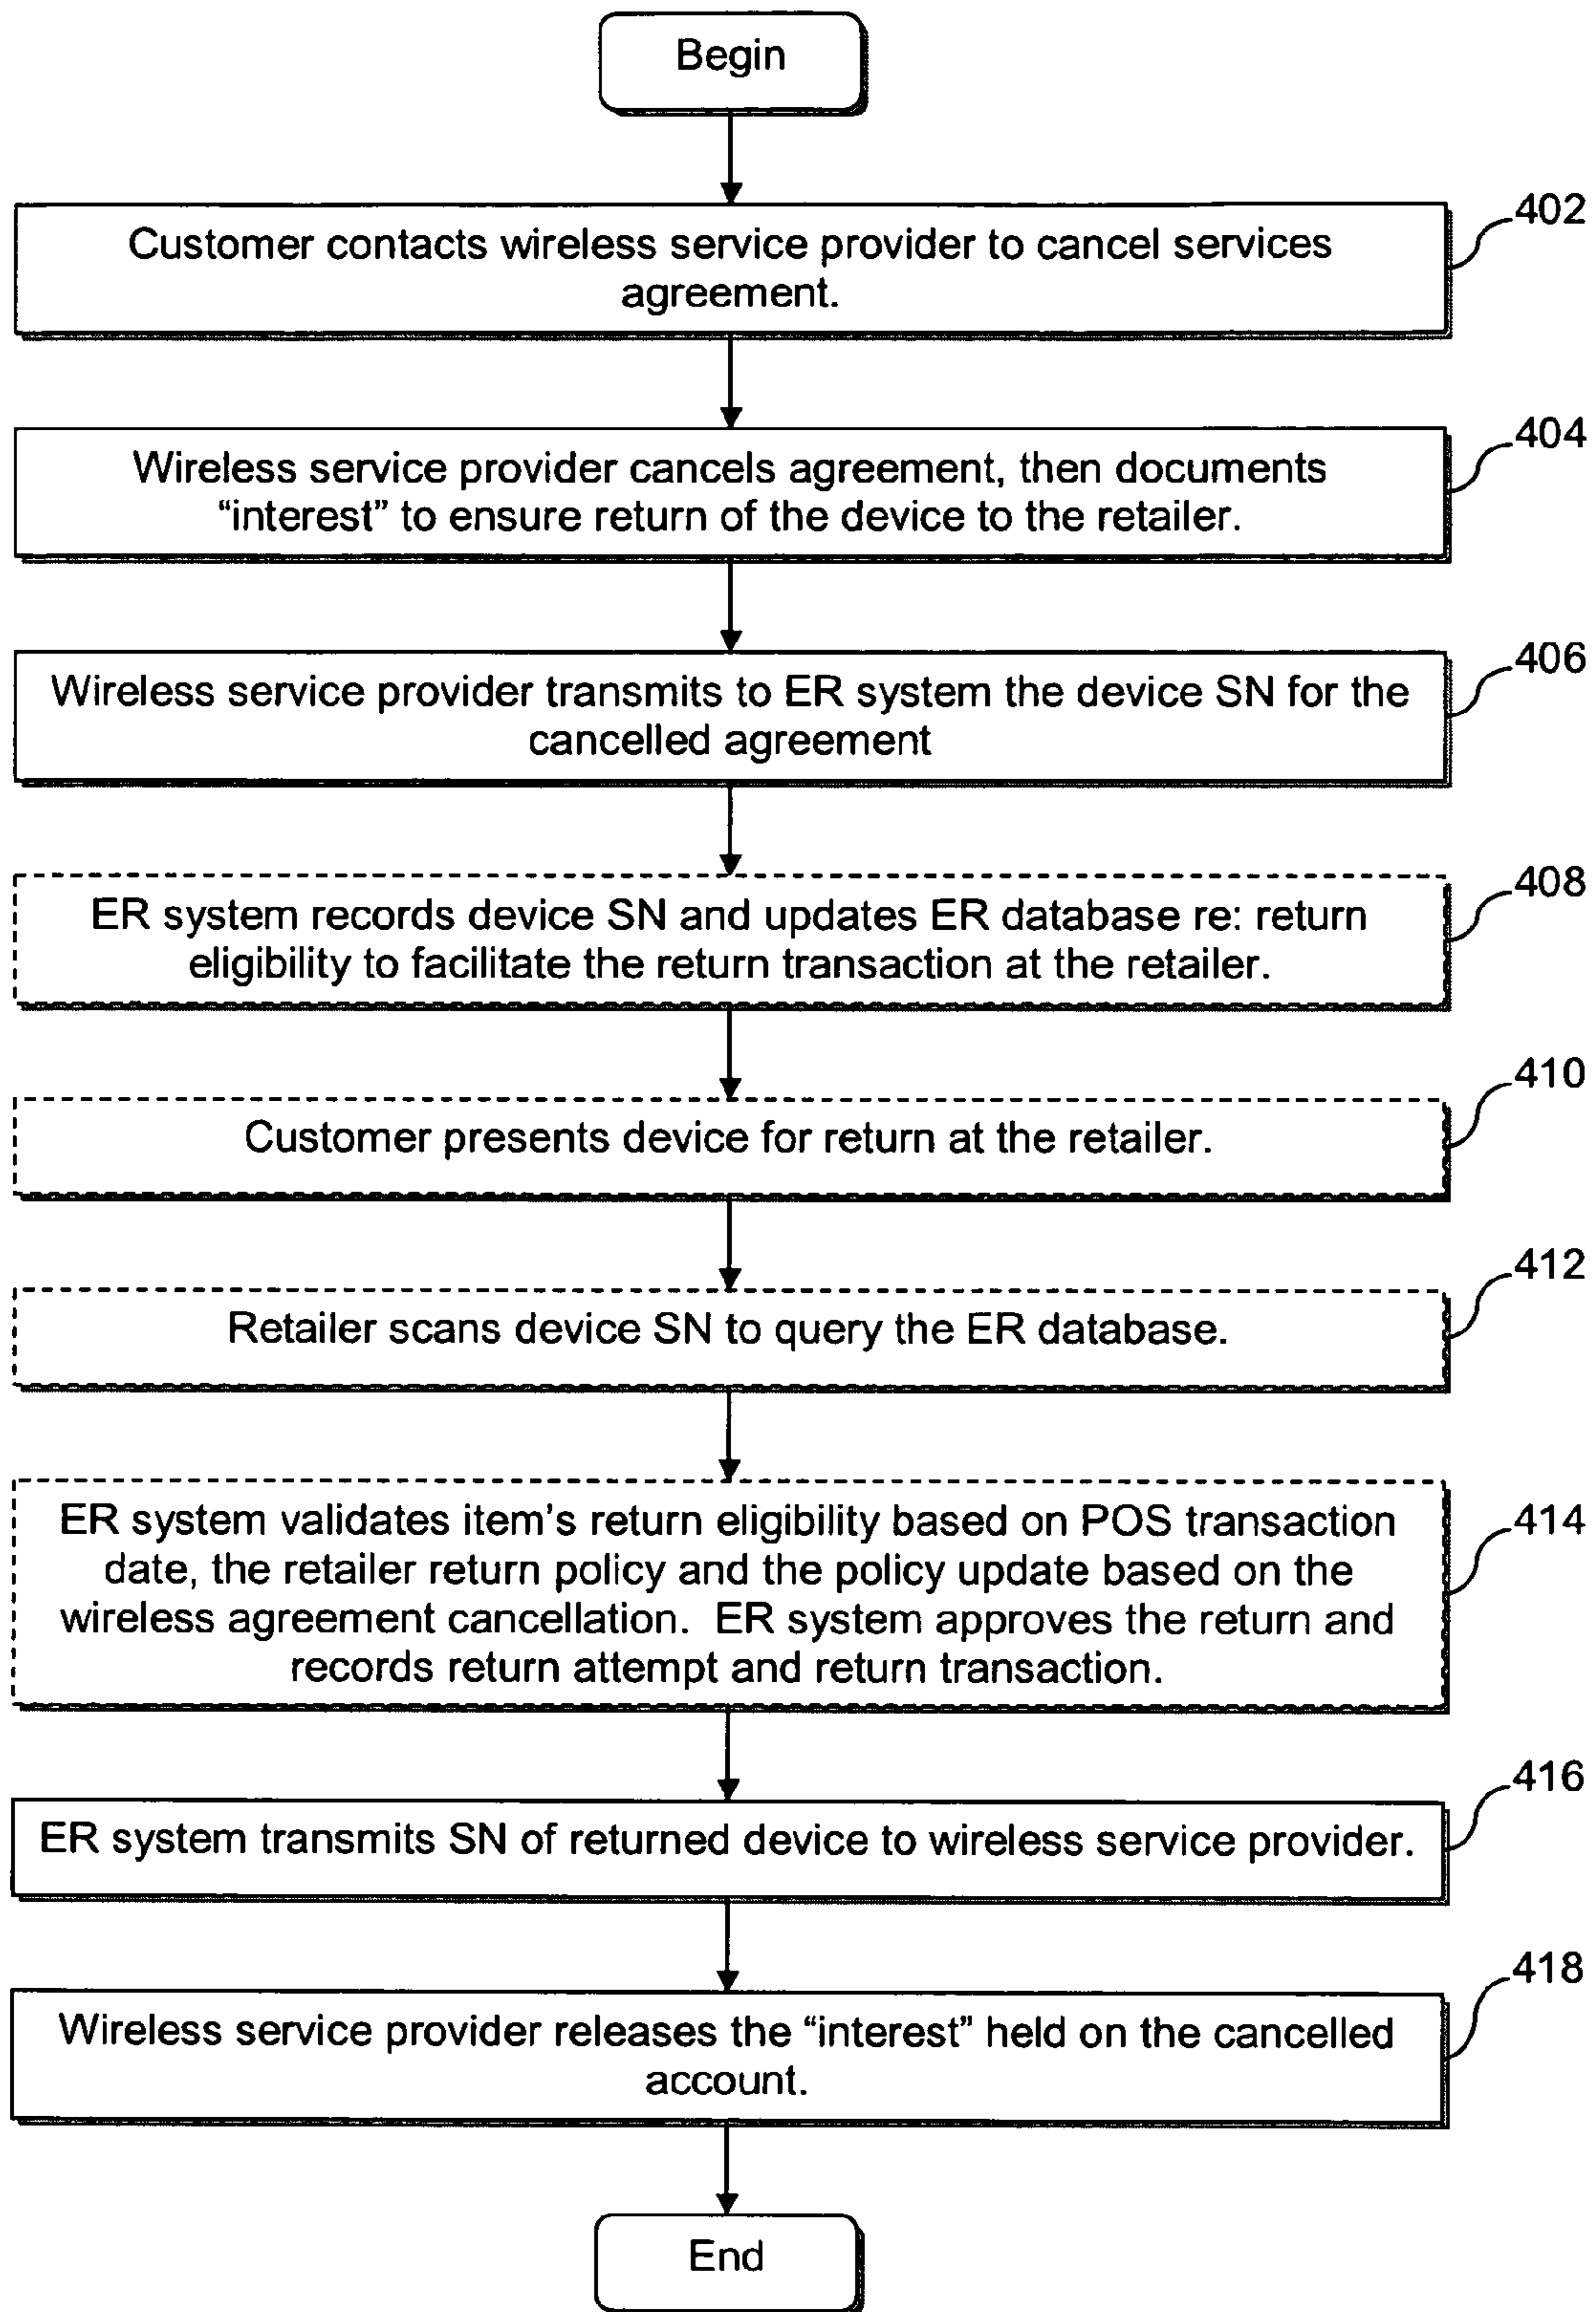 Begin
402
Customer contacts wireless service provider to cancel services
agreement.
404
Wireless service provider cancels agreement, then documents
“interest” to ensure return of the device to the retailer.
406
Wireless service provider transmits to ER system the device SN for the
cancelled agreement
408
ER system records device SN and updates ER database re: return
eligibility to facilitate the return transaction at the retailer.
410
Customer presents device for return at the retailer.
412
Retailer scans device SN to query the ER database.
414
ER system validates item’s return eligibility based on POS transaction
date, the retailer return policy and the policy update based on the
wireless agreement cancellation. ER system approves the return and
records return attempt and return transaction.
416
ER system transmits SN of returned device to wireless service provider.
418
Wireless service provider releases the “interest” held on the cancelled
account.
End